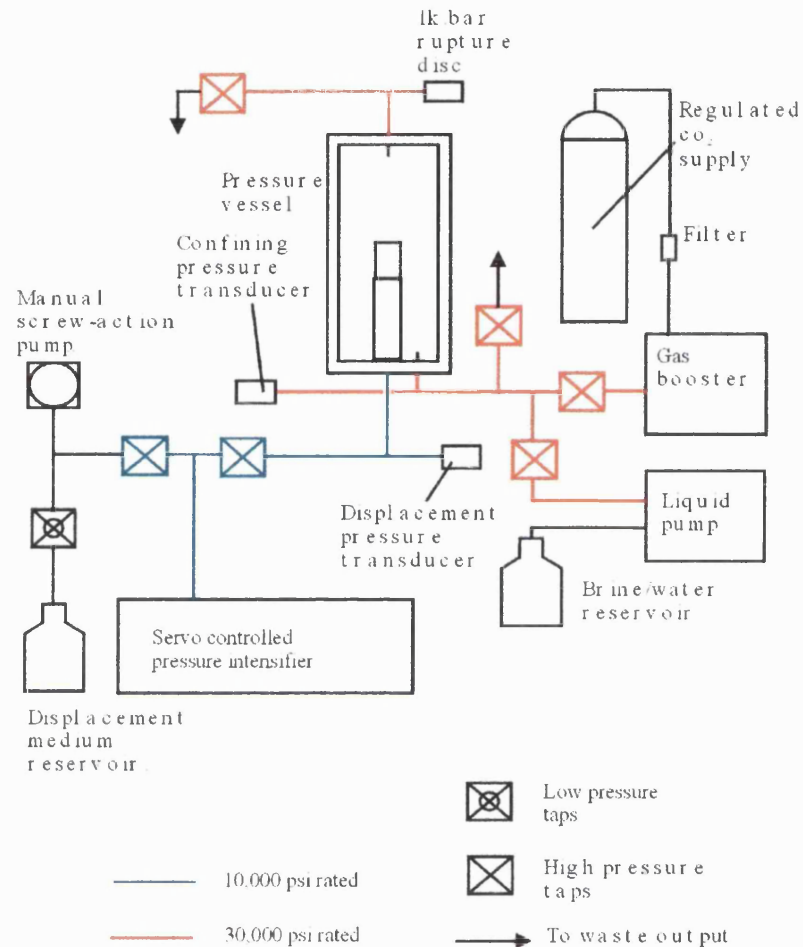 1k.bar
rupture
disc
Regulated
co2
supply
Pressure
vessel
Confining
pressure
transducer
Filter
Manual
screw-action
pump
Gas
booster
Displacement
pressure
transducer
Liquid
pump
Brine/water
reservoir
Servo controlled
pressure intensifier
Displacement
medium
reservoir
Low pressure
taps
High pressure
taps
10,000 psi rated
30,000 psi rated
To waste output